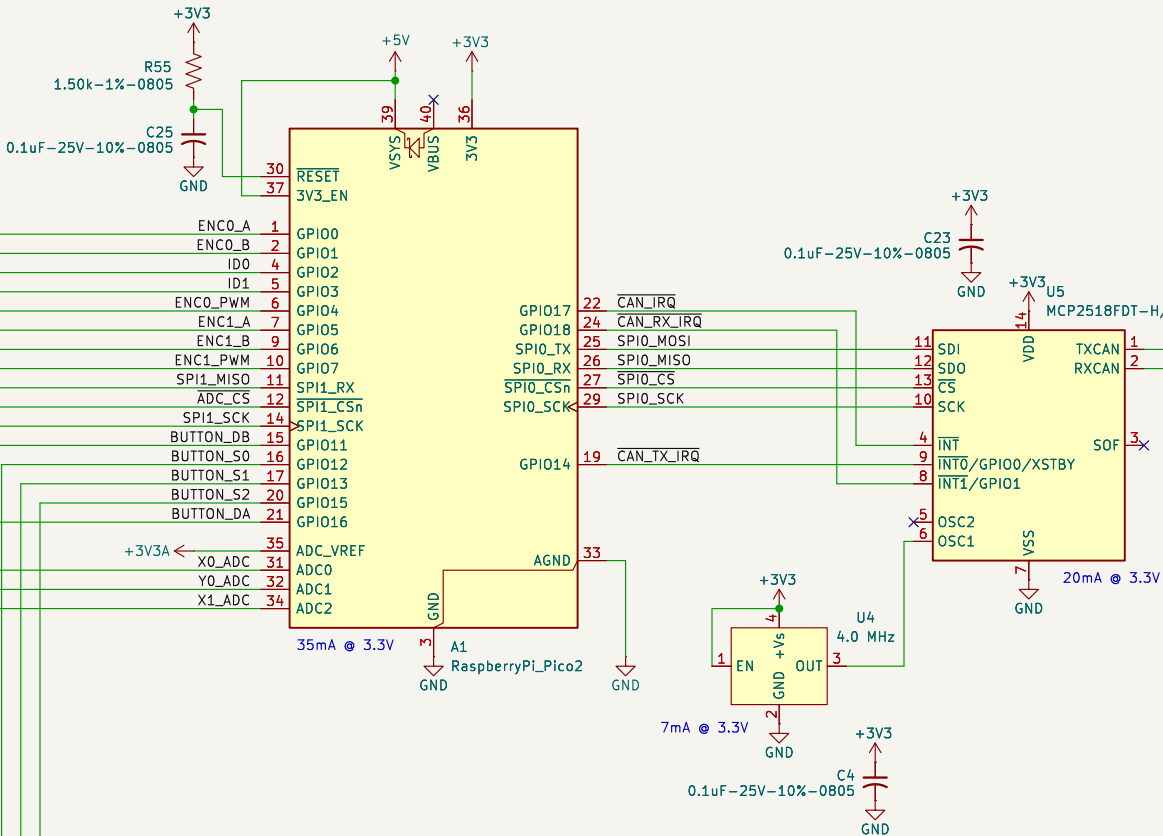 +3V3
R55
1.50k-1%-0805
C25
0.1uF-25V-10%-0805
GND
+5V
+3V3
39
40
36
VSYS
VBUS
3V3
30
RESET
37
3V3_EN
ENC0_A 1 GPIO0
ENC0_B 2 GPIO1
ID0 4 GPIO2
ID1 5 GPIO3
ENC0_PWM 6 GPIO4
ENC1_A 7 GPIO5
ENC1_B 9 GPIO6
ENC1_PWM 10 GPIO7
SPI1_MISO 11 SPI1_RX
ADC_CS 12 SPI1_CSn
SPI1_SCK 14 SPI1_SCK
BUTTON_DB 15 GPIO11
BUTTON_S0 16 GPIO12
BUTTON_S1 17 GPIO13
BUTTON_S2 20 GPIO15
BUTTON_DA 21 GPIO16
+3V3A 35 ADC_VREF
X0_ADC 31 ADC0
Y0_ADC 32 ADC1
X1_ADC 34 ADC2
GPIO17 22 CAN_IRQ
GPIO18 24 CAN_RX_IRQ
SPI0_TX 25 SPI0_MOSI
SPI0_RX 26 SPI0_MISO
SPI0_CSn 27 SPI0_CS
SPI0_SCK 29 SPI0_SCK
GPIO14 19 CAN_TX_IRQ
AGND 33
GND
3
GND
GND
35mA @ 3.3V
A1
RaspberryPi_Pico2
+3V3
C23
0.1uF-25V-10%-0805
GND
+3V3
U5
MCP2518FDT-H/
14
VDD
11 SDI
12 SDO
13 CS
10 SCK
4 INT
9 INT0/GPIO0/XSTBY
8 INT1/GPIO1
5 OSC2
6 OSC1
TXCAN 1
RXCAN 2
SOF 3
VSS
7
GND
20mA @ 3.3V
+3V3
U4
4.0 MHz
4
+Vs
1 EN
OUT 3
GND
2
GND
7mA @ 3.3V
+3V3
C4
0.1uF-25V-10%-0805
GND